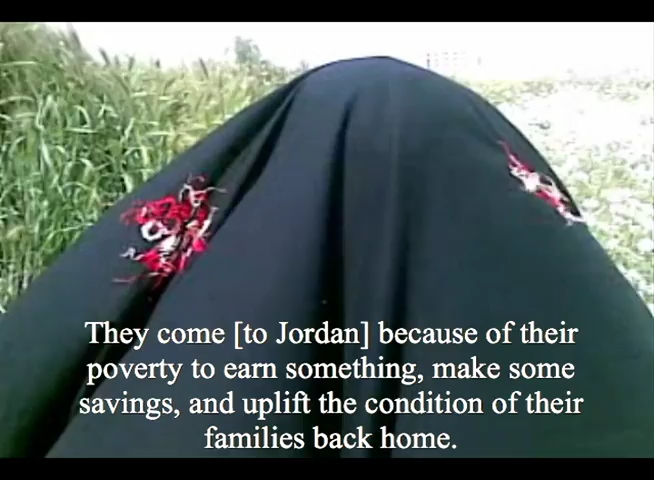 They come [to Jordan] because of their
poverty to earn something, make some
savings, and uplift the condition of their
families back home.